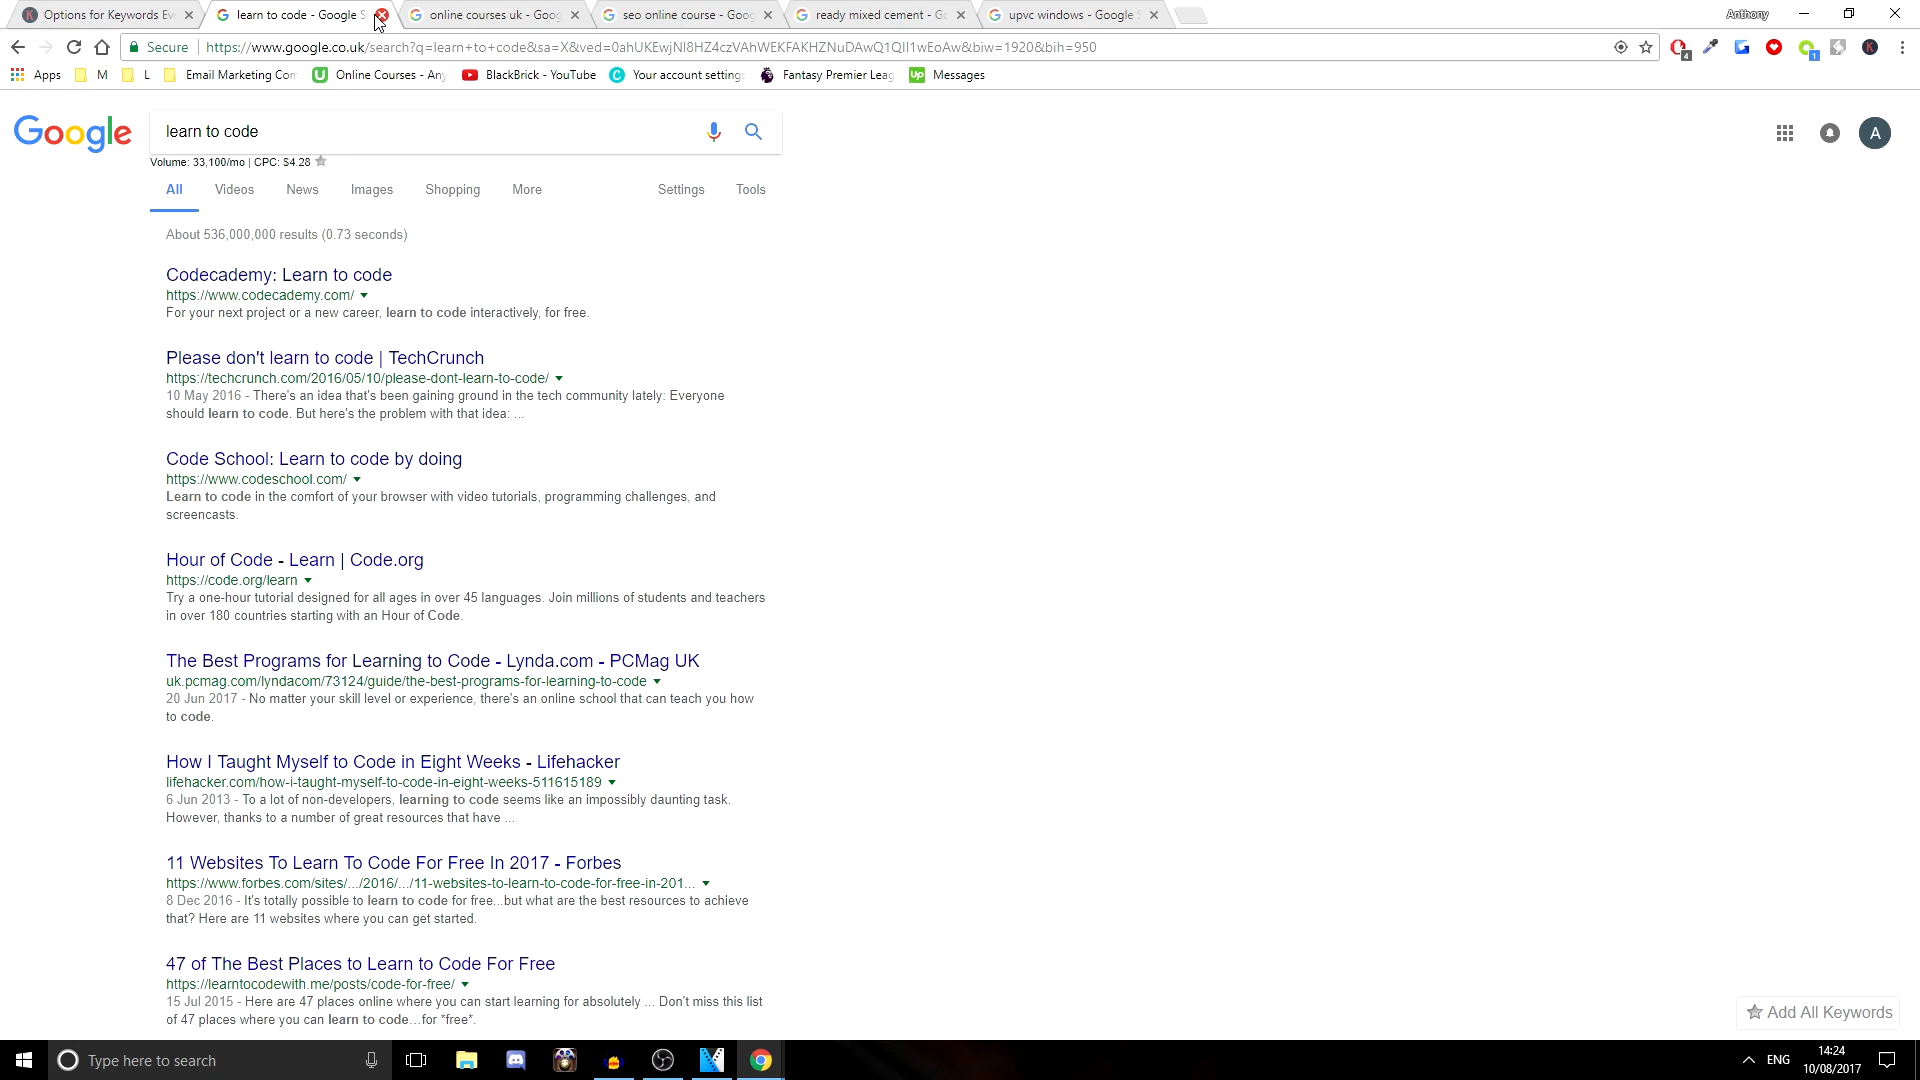 Options for Keywords Ev
learn to code - Google S
online courses uk - Goog
seo online course - Goog
ready mixed cement - Go
upvc windows - Google S
Anthony
Secure
https://www.google.co.uk/search?q=learn+to+code&sa=X&ved=0ahUKEwjNl8HZ4czVAhWEKFAKHZNuDAwQ1QII1wEoAw&biw=1920&bih=950
4
1
K
Apps
M
L
Email Marketing Con
Online Courses - Any
BlackBrick - YouTube
Your account settings
Fantasy Premier Leag
Up
Messages
Google
learn to code
A
Volume: 33,100/mo | CPC: $4.28
All
Videos
News
Images
Shopping
More
Settings
Tools
About 536,000,000 results (0.73 seconds)
Codecademy: Learn to code
https://www.codecademy.com/
For your next project or a new career, learn to code interactively, for free.
Please don't learn to code | TechCrunch
https://techcrunch.com/2016/05/10/please-dont-learn-to-code/
10 May 2016 - There's an idea that's been gaining ground in the tech community lately: Everyone
should learn to code. But here's the problem with that idea: ...
Code School: Learn to code by doing
https://www.codeschool.com/
Learn to code in the comfort of your browser with video tutorials, programming challenges, and
screencasts.
Hour of Code - Learn | Code.org
https://code.org/learn
Try a one-hour tutorial designed for all ages in over 45 languages. Join millions of students and teachers
in over 180 countries starting with an Hour of Code.
The Best Programs for Learning to Code - Lynda.com - PCMag UK
uk.pcmag.com/lyndacom/73124/guide/the-best-programs-for-learning-to-code
20 Jun 2017 - No matter your skill level or experience, there's an online school that can teach you how
to code.
How I Taught Myself to Code in Eight Weeks - Lifehacker
lifehacker.com/how-i-taught-myself-to-code-in-eight-weeks-511615189
6 Jun 2013 - To a lot of non-developers, learning to code seems like an impossibly daunting task.
However, thanks to a number of great resources that have ...
11 Websites To Learn To Code For Free In 2017 - Forbes
https://www.forbes.com/sites/.../2016/.../11-websites-to-learn-to-code-for-free-in-201...
8 Dec 2016 - It's totally possible to learn to code for free...but what are the best resources to achieve
that? Here are 11 websites where you can get started.
47 of The Best Places to Learn to Code For Free
https://learntocodewith.me/posts/code-for-free/
15 Jul 2015 - Here are 47 places online where you can start learning for absolutely ... Don't miss this list
of 47 places where you can learn to code...for *free*.
Add All Keywords
Type here to search
ENG
14:24
10/08/2017